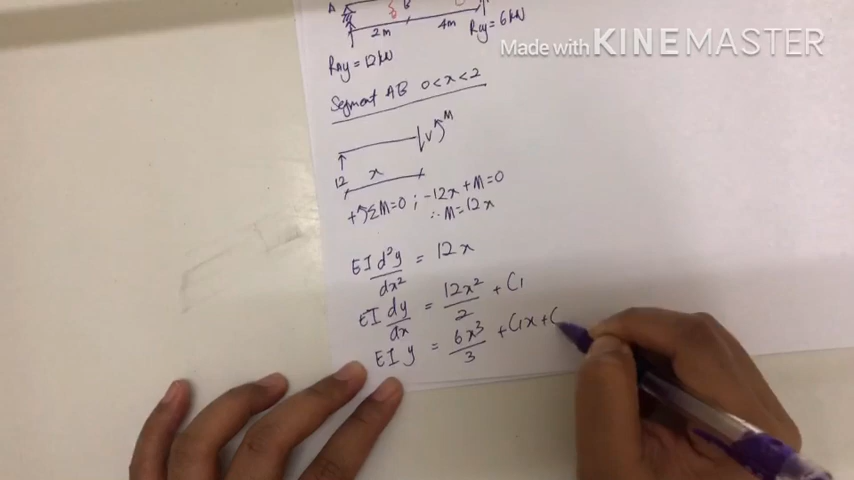 A B
2m 4m
RAy = 12kN Ry = 6kN
Made with KINEMASTER
Segment AB 0<x<2
V M
12 x
+↶ΣM=0 ; -12x + M=0
∴ M=12x
EI d²y/dx² = 12x
EI dy/dx = 12x²/2 + C1
EI y = 6x³/3 + C1x + C